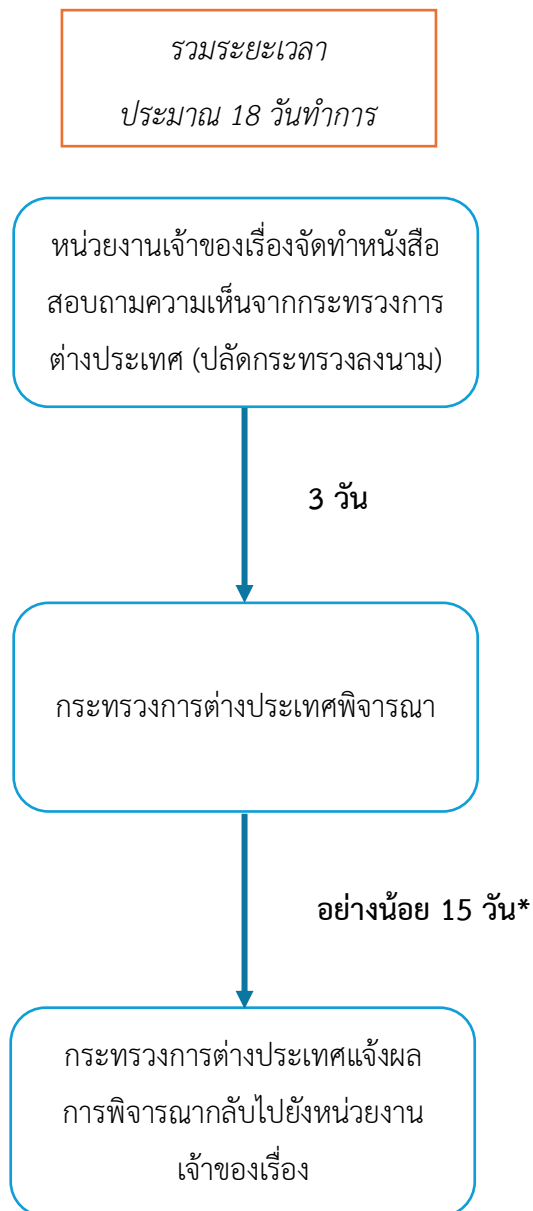 รวมระยะเวลา
ประมาณ 18 วันทำการ
หน่วยงานเจ้าของเรื่องจัดทำหนังสือ
สอบถามความเห็นจากกระทรวงการ
ต่างประเทศ (ปลัดกระทรวงลงนาม)
3 วัน
กระทรวงการต่างประเทศพิจารณา
อย่างน้อย 15 วัน*
กระทรวงการต่างประเทศแจ้งผล
การพิจารณากลับไปยังหน่วยงาน
เจ้าของเรื่อง